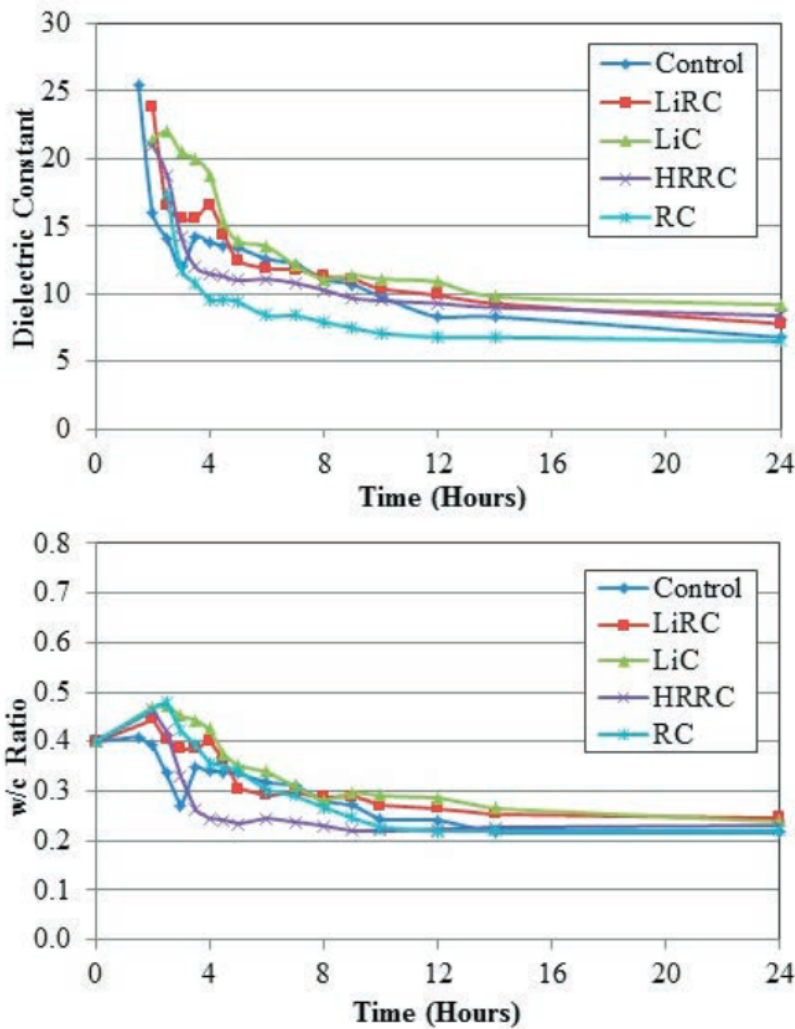 30
25
20
15
10
5
0
Dielectric Constant
Control
LiRC
LiC
HRRC
RC
0 4 8 12 16 20 24
Time (Hours)
0.8
0.7
0.6
0.5
0.4
0.3
0.2
0.1
0.0
w/c Ratio
Control
LiRC
LiC
HRRC
RC
0 4 8 12 16 20 24
Time (Hours)